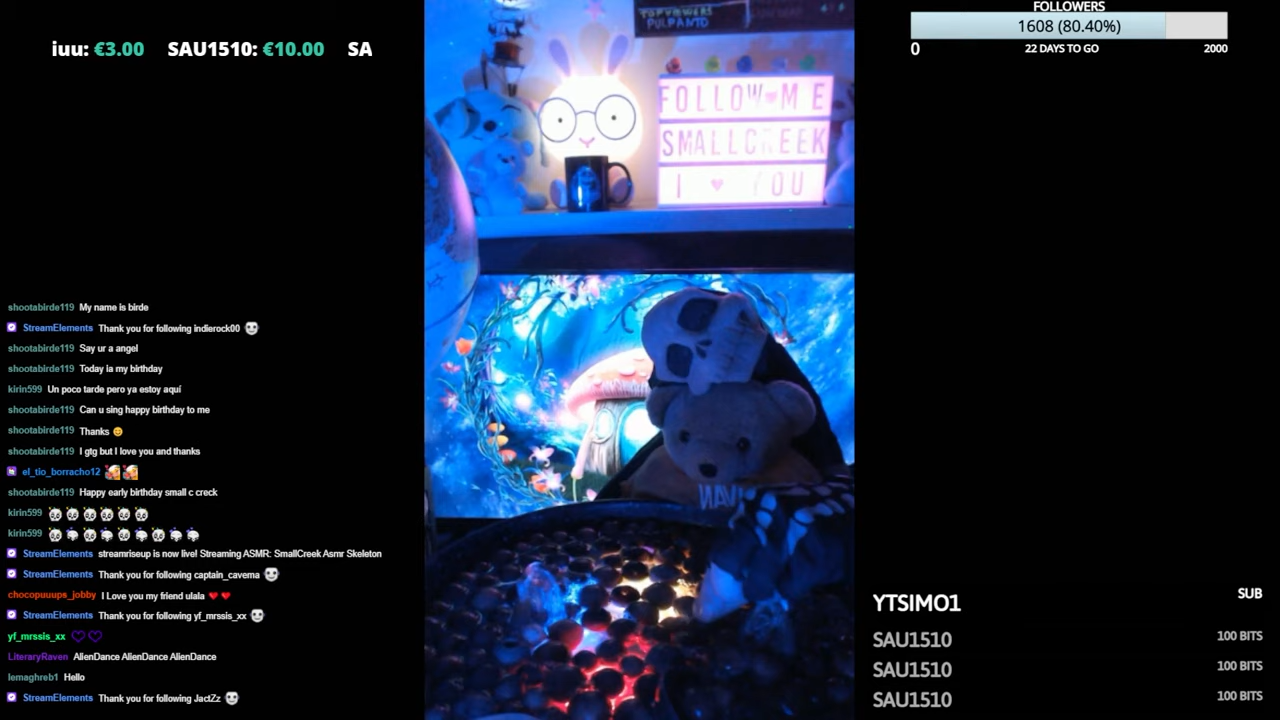 iuu: €3.00 SAU1510: €10.00 SA
FOLLOWERS
1608 (80.40%)
0 22 DAYS TO GO 2000
PULPANTO
FOLLOW♥ME
SMALLCREEK
I ♥ YOU
shootabirde119 My name is birde
StreamElements Thank you for following indierock00
shootabirde119 Say ur a angel
shootabirde119 Today ia my birthday
kirin599 Un poco tarde pero ya estoy aquí
shootabirde119 Can u sing happy birthday to me
shootabirde119 Thanks 😊
shootabirde119 I gtg but I love you and thanks
el_tio_borracho12
shootabirde119 Happy early birthday small c creck
kirin599
kirin599
StreamElements streamriseup is now live! Streaming ASMR: SmallCreek Asmr Skeleton
StreamElements Thank you for following captain_cavema
chocopuuups_jobby I Love you my friend ulala ❤❤
StreamElements Thank you for following yf_mrssis_xx
yf_mrssis_xx
LiteraryRaven AlienDance AlienDance AlienDance
lemaghreb1 Hello
StreamElements Thank you for following JactZz
YTSIMO1 SUB
SAU1510 100 BITS
SAU1510 100 BITS
SAU1510 100 BITS